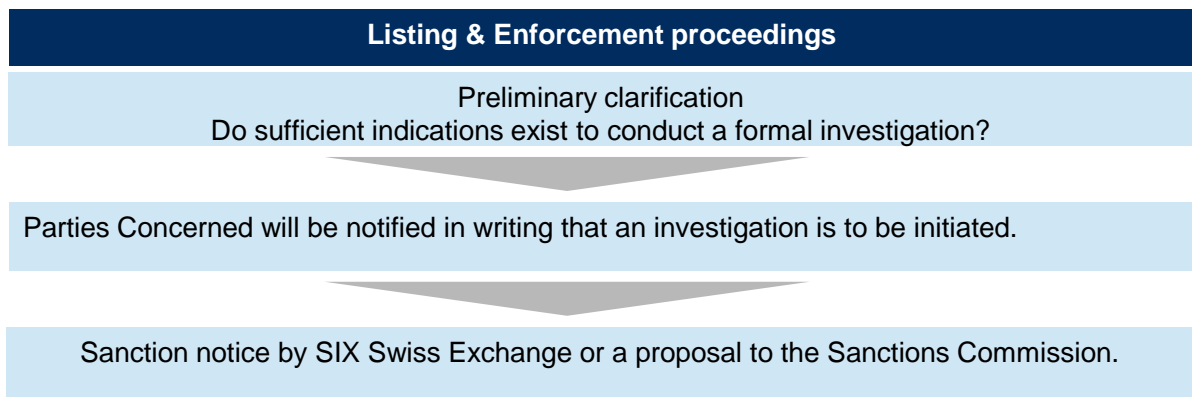 Listing & Enforcement proceedings
Preliminary clarification
Do sufficient indications exist to conduct a formal investigation?
Parties Concerned will be notified in writing that an investigation is to be initiated.
Sanction notice by SIX Swiss Exchange or a proposal to the Sanctions Commission.